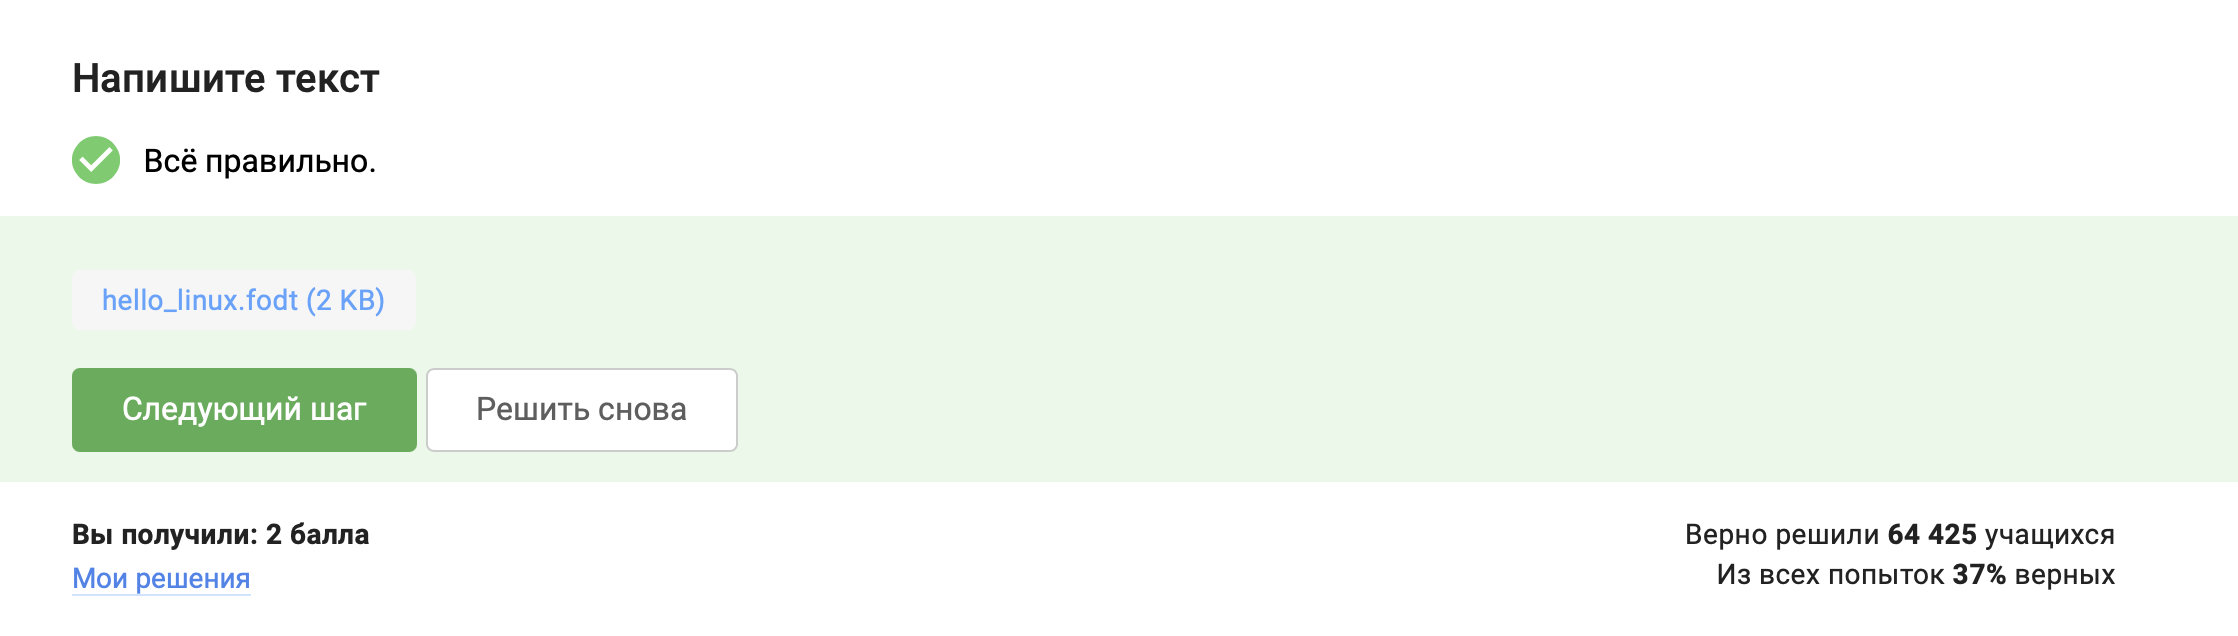 Напишите текст
Всё правильно.
hello_linux.fodt (2 KB)
Следующий шаг
Решить снова
Вы получили: 2 балла
Мои решения
Верно решили 64 425 учащихся
Из всех попыток 37% верных